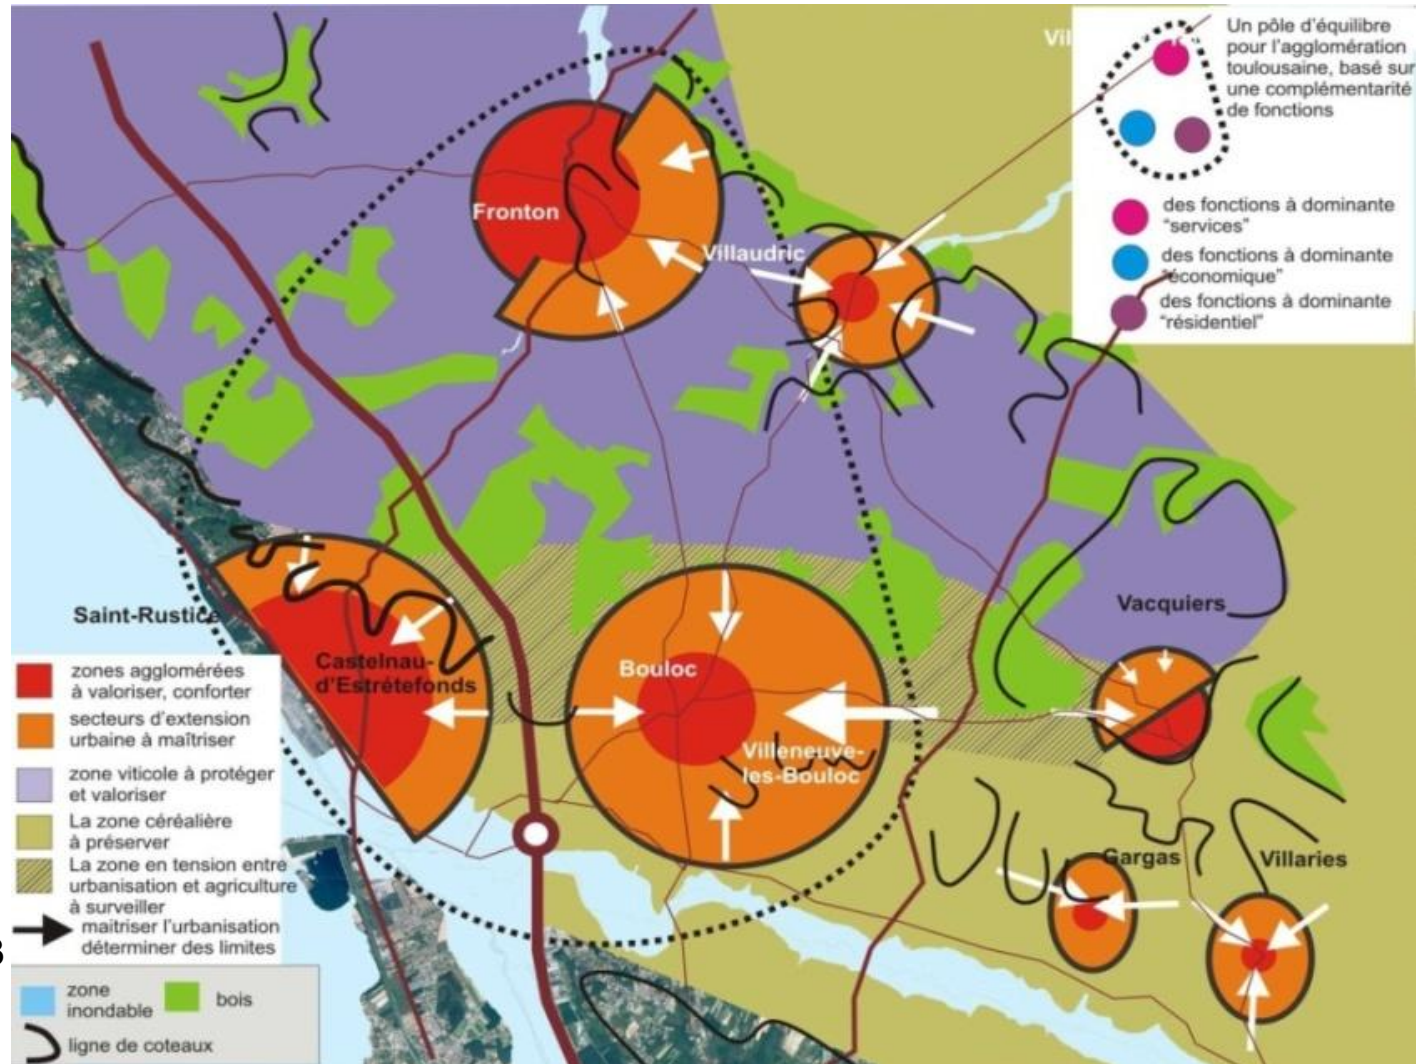 Vil
Un pôle d'équilibre
pour l'agglomération
toulousaine, basé sur
une complémentarité
de fonctions
des fonctions à dominante
"services"
des fonctions à dominante
"économique"
des fonctions à dominante
"résidentiel"
Fronton
Villaudric
Vacquiers
Saint-Rustice
Castelnau-
d'Estrétefonds
Bouloc
Villeneuve-
les-Bouloc
Gargas
Villaries
zones agglomérées
à valoriser, conforter
secteurs d'extension
urbaine à maîtriser
zone viticole à protéger
et valoriser
La zone céréalière
à préserver
La zone en tension entre
urbanisation et agriculture
à surveiller
maitriser l'urbanisation
déterminer des limites
zone
inondable
bois
ligne de coteaux